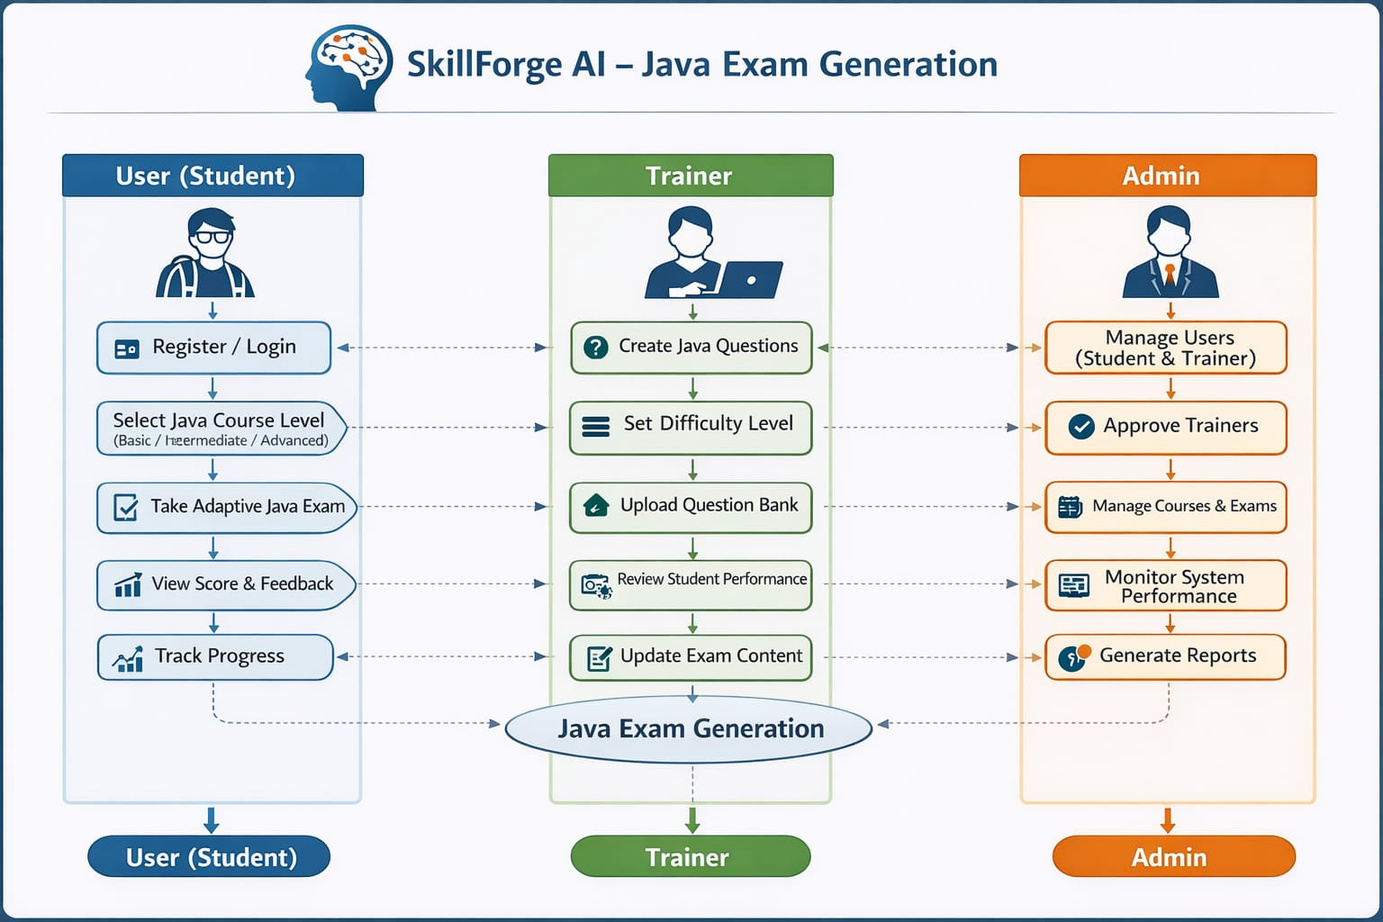 SkillForge AI – Java Exam Generation
User (Student)
Register / Login
Select Java Course Level
(Basic / Iteermediate / Advanced)
Take Adaptive Java Exam
View Score & Feedback
Track Progress
Trainer
Create Java Questions
Set Difficulty Level
Upload Question Bank
Review Student Performance
Update Exam Content
Admin
Manage Users
(Student & Trainer)
Approve Trainers
Manage Courses & Exams
Monitor System
Performance
Generate Reports
Java Exam Generation
User (Student)
Trainer
Admin